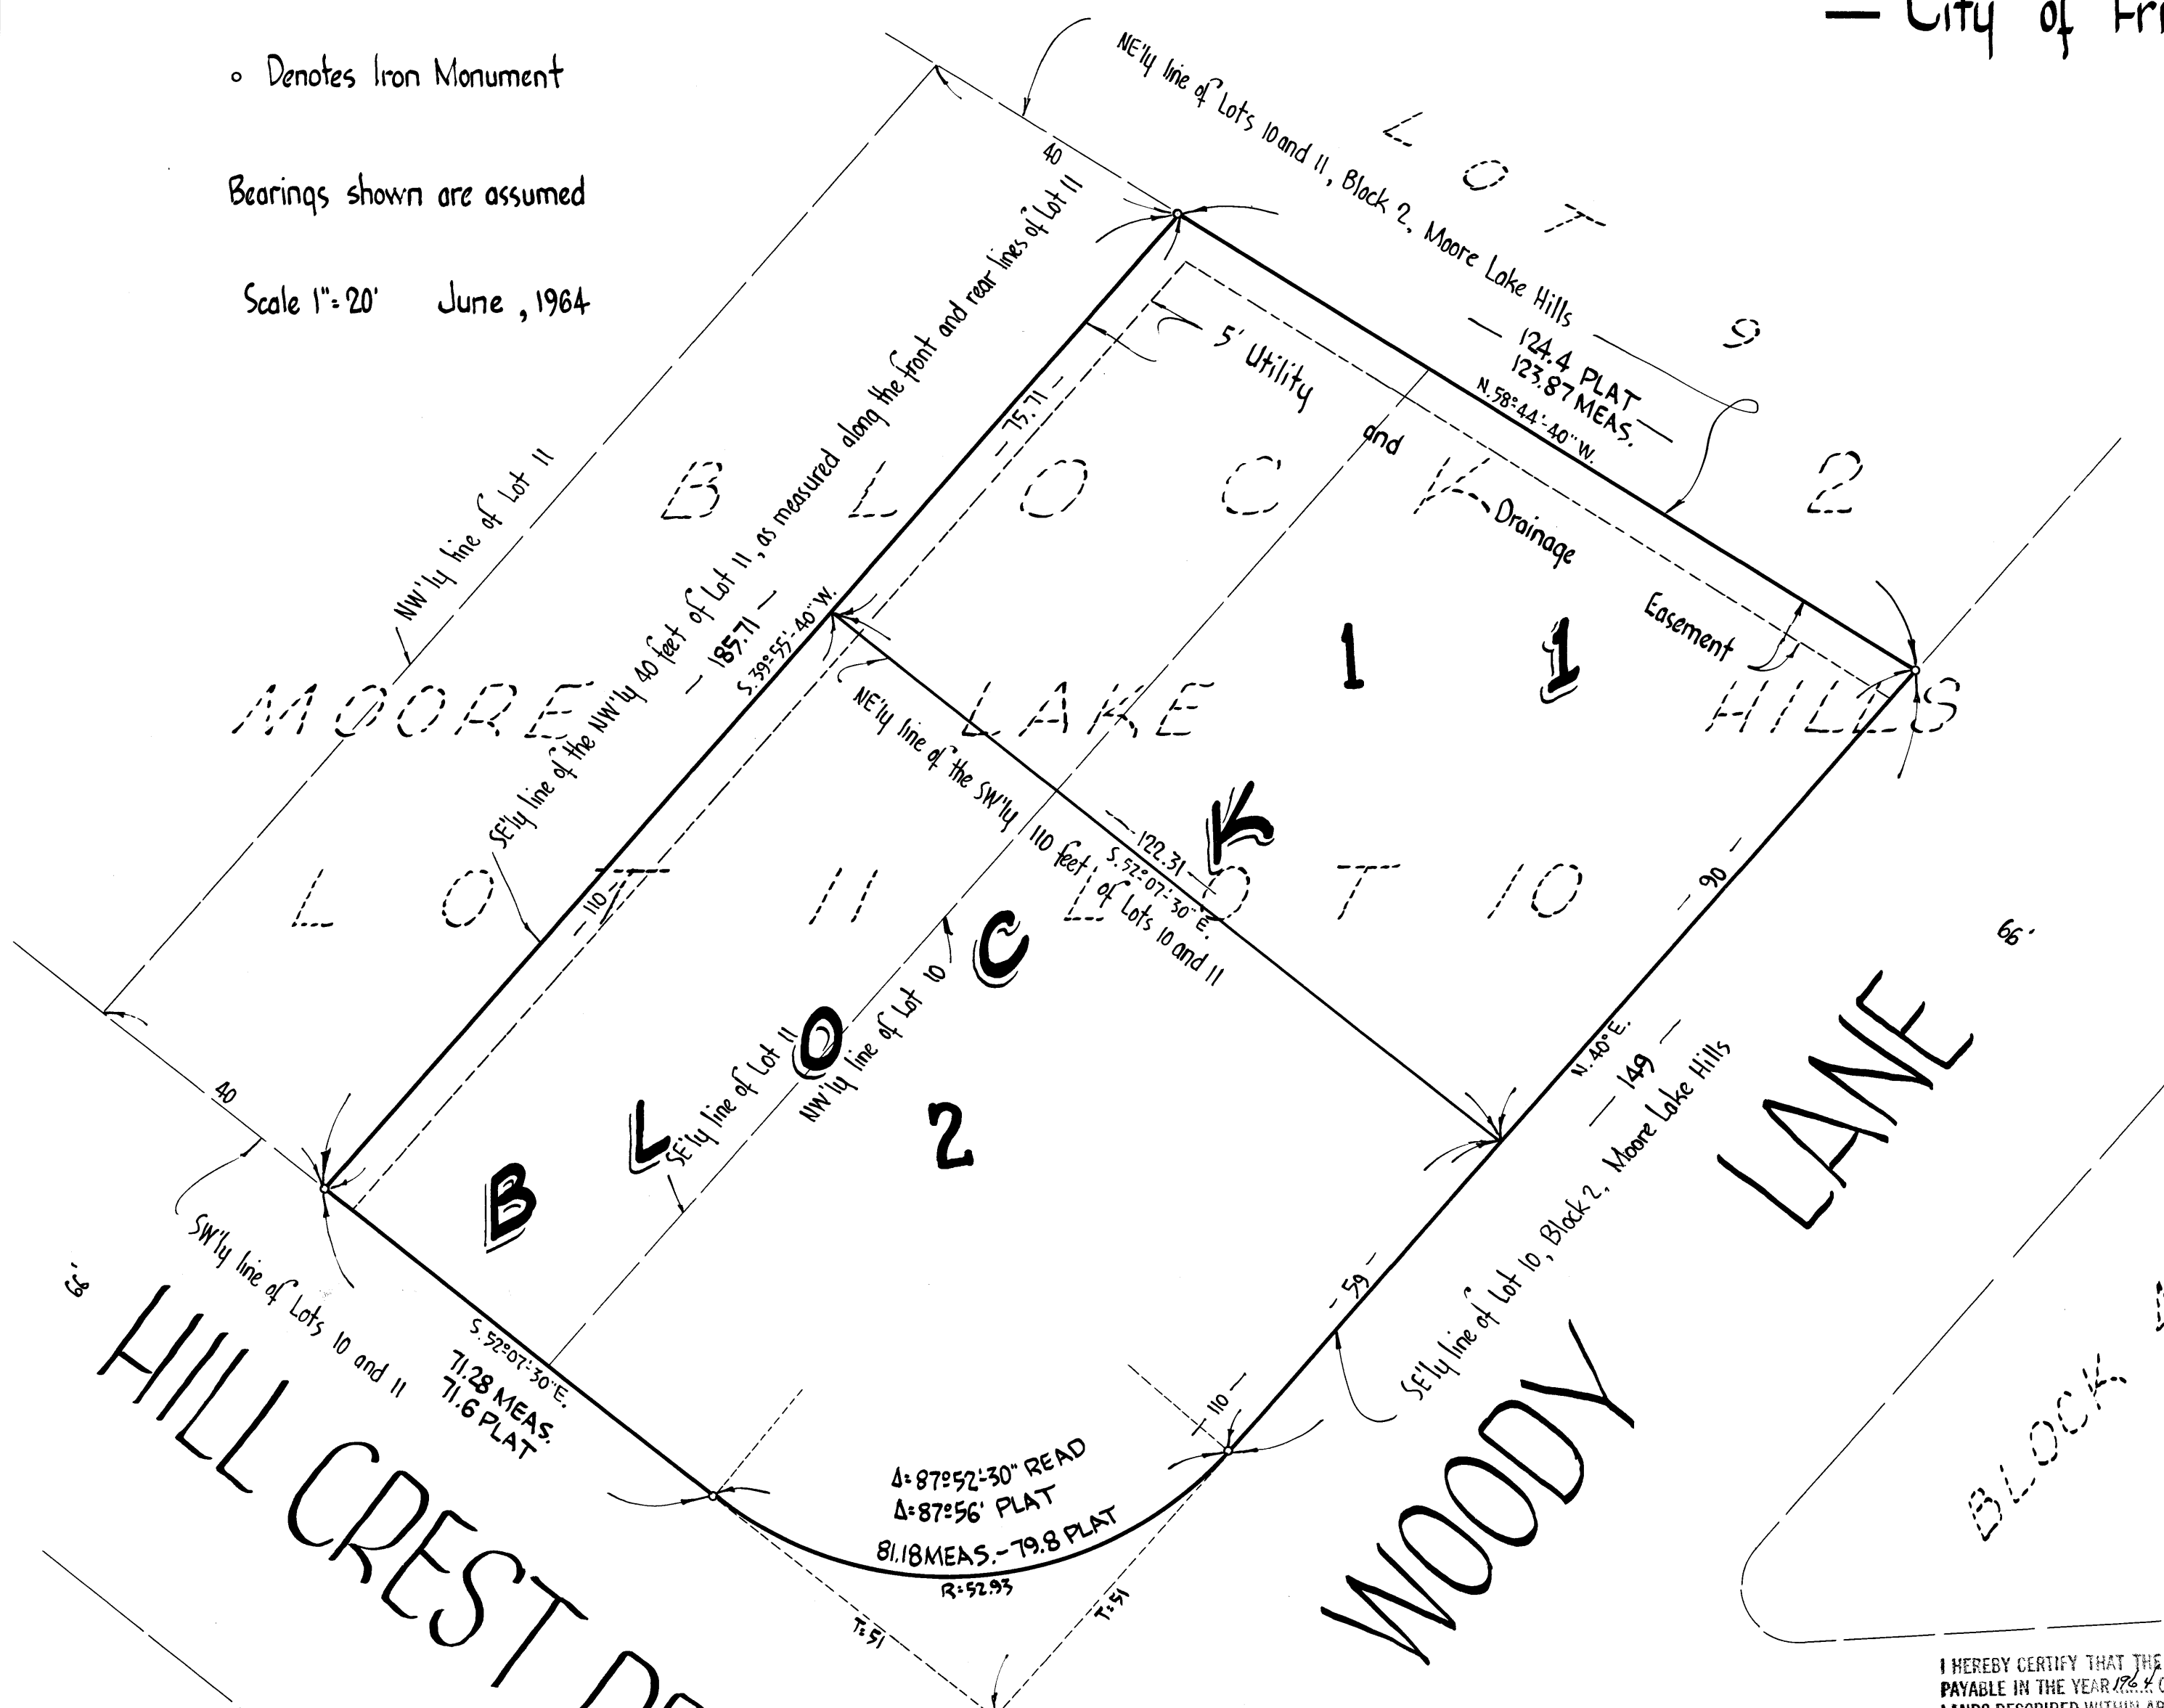 — City of
o Denotes Iron Monument
Bearings shown are assumed
Scale 1"=20' June, 1964
NE'ly line of Lots 10 and 11, Block 2, Moore Lake Hills
40
LOT 9
— 124.4 PLAT
123.87 MEAS. —
N.58°-44'-40"W.
5' Utility
and
Drainage
Easement
NW'ly line of Lot 11
SE'ly line of the NW'ly 40 feet of Lot 11, as measured along the front and rear lines of Lot 11
— 75.71 —
— 185.71 —
S.39°-55'-40"W.
BLOCK 2
1 1
MOORE LAKE HILLS
NE'ly line of the SW'ly 110 feet of Lots 10 and 11
— 122.31 —
S.52°-07'-30"E.
LOT 11
LOT 10
— 110 —
— 90 —
66'
BLOCK
SE'ly line of Lot 11
NW'ly line of Lot 10
2
N.40°E.
— 149 —
SE'ly line of Lot 10, Block 2, Moore Lake Hills
WOODY LANE
— 59 —
110 —
40
SW'ly line of Lots 10 and 11
66'
HILL CREST
S.52°-07'-30"E.
71.28 MEAS.
71.6 PLAT
Δ=87°52'-30" READ
Δ=87°56' PLAT
81.18 MEAS.-79.8 PLAT
R=52.93
T=51
T=51
BLOCK
I HEREBY CERTIFY THAT THE
PAYABLE IN THE YEAR 1964